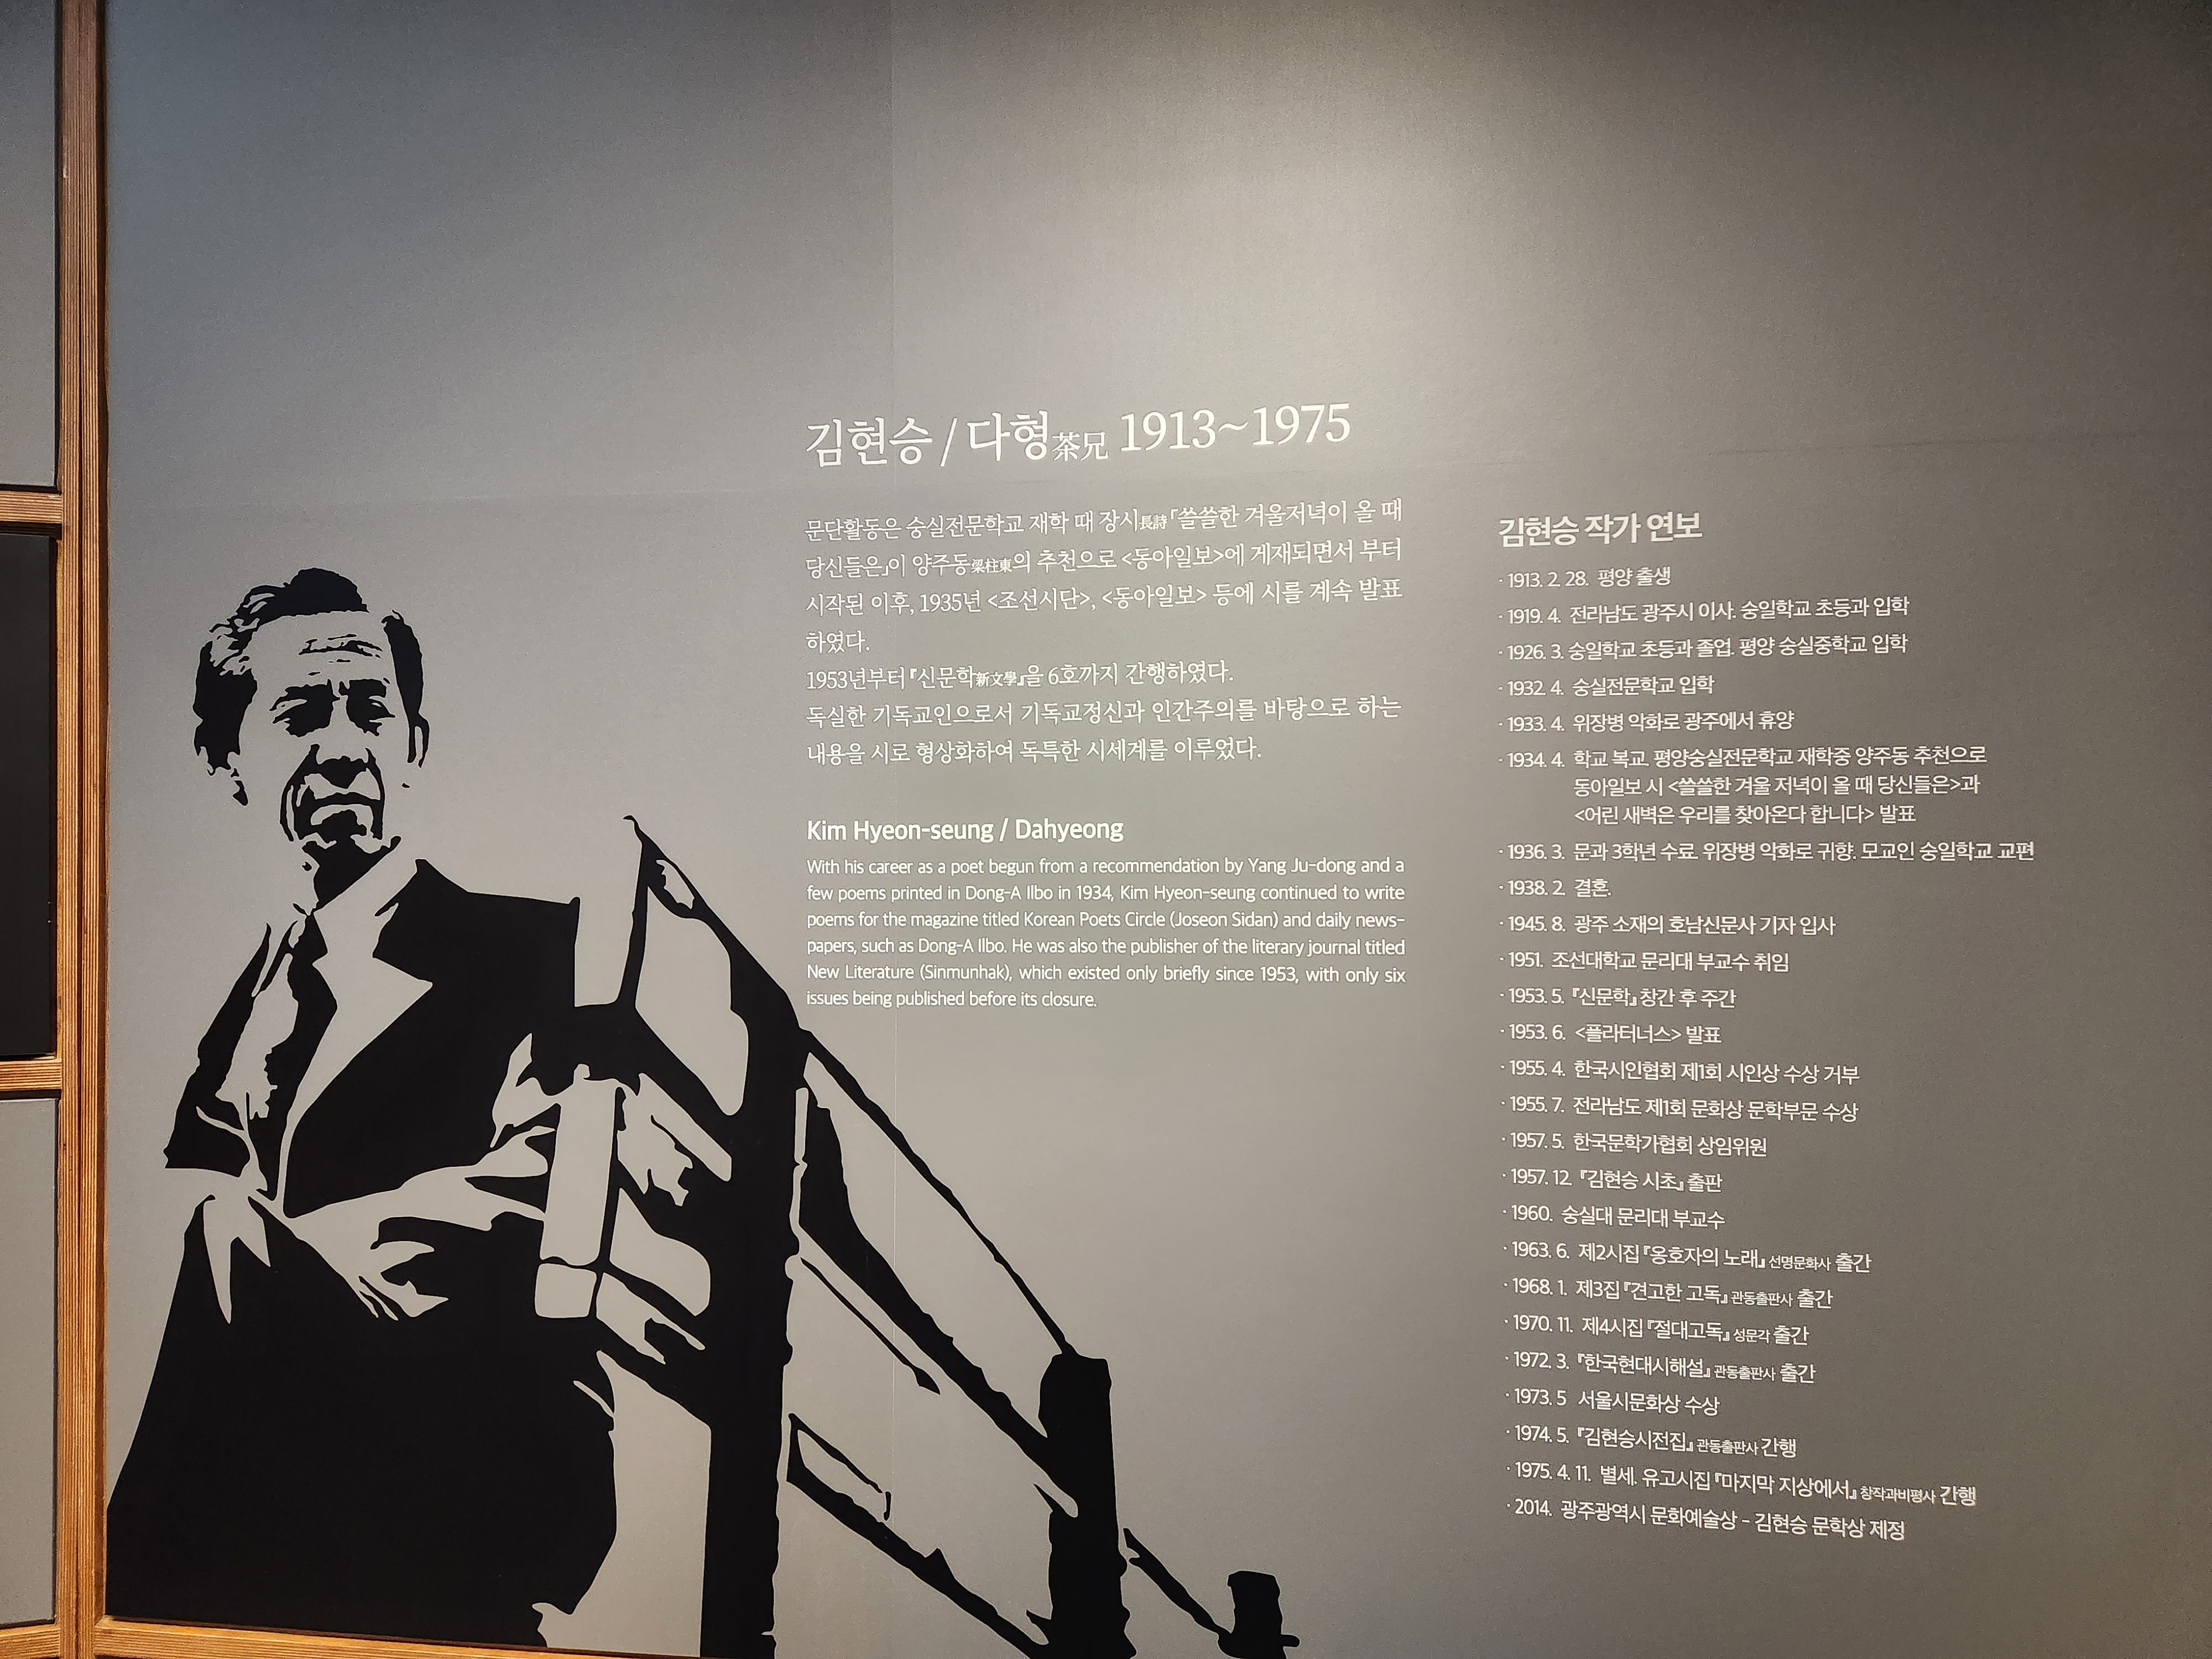 김현승 / 다형茶兄 1913~1975
문단활동은 숭실전문학교 재학 때 장시長詩「쓸쓸한 겨울저녁이 올 때
당신들은」이 양주동梁柱東의 추천으로 <동아일보>에 게재되면서 부터
시작된 이후, 1935년 <조선시단>, <동아일보> 등에 시를 계속 발표
하였다.
1953년부터『신문학新文學』을 6호까지 간행하였다.
독실한 기독교인으로서 기독교정신과 인간주의를 바탕으로 하는
내용을 시로 형상화하여 독특한 시세계를 이루었다.
Kim Hyeon-seung / Dahyeong
With his career as a poet begun from a recommendation by Yang Ju-dong and a
few poems printed in Dong-A Ilbo in 1934, Kim Hyeon-seung continued to write
poems for the magazine titled Korean Poets Circle (Joseon Sidan) and daily news-
papers, such as Dong-A Ilbo. He was also the publisher of the literary journal titled
New Literature (Sinmunhak), which existed only briefly since 1953, with only six
issues being published before its closure.
김현승 작가 연보
· 1913. 2. 28. 평양 출생
· 1919. 4. 전라남도 광주시 이사. 숭일학교 초등과 입학
· 1926. 3. 숭일학교 초등과 졸업. 평양 숭실중학교 입학
· 1932. 4. 숭실전문학교 입학
· 1933. 4. 위장병 악화로 광주에서 휴양
· 1934. 4. 학교 복교. 평양숭실전문학교 재학중 양주동 추천으로
동아일보 시 <쓸쓸한 겨울 저녁이 올 때 당신들은>과
<어린 새벽은 우리를 찾아온다 합니다> 발표
· 1936. 3. 문과 3학년 수료. 위장병 악화로 귀향. 모교인 숭일학교 교편
· 1938. 2. 결혼.
· 1945. 8. 광주 소재의 호남신문사 기자 입사
· 1951. 조선대학교 문리대 부교수 취임
· 1953. 5. 『신문학』 창간 후 주간
· 1953. 6. <플라터너스> 발표
· 1955. 4. 한국시인협회 제1회 시인상 수상 거부
· 1955. 7. 전라남도 제1회 문화상 문학부문 수상
· 1957. 5. 한국문학가협회 상임위원
· 1957. 12. 『김현승 시초』 출판
· 1960. 숭실대 문리대 부교수
· 1963. 6. 제2시집 『옹호자의 노래』 선명문화사 출간
· 1968. 1. 제3집 『견고한 고독』 관동출판사 출간
· 1970. 11. 제4시집 『절대고독』 성문각 출간
· 1972. 3. 『한국현대시해설』 관동출판사 출간
· 1973. 5 서울시문화상 수상
· 1974. 5. 『김현승시전집』 관동출판사 간행
· 1975. 4. 11. 별세. 유고시집 『마지막 지상에서』 창작과비평사 간행
· 2014. 광주광역시 문화예술상 - 김현승 문학상 제정